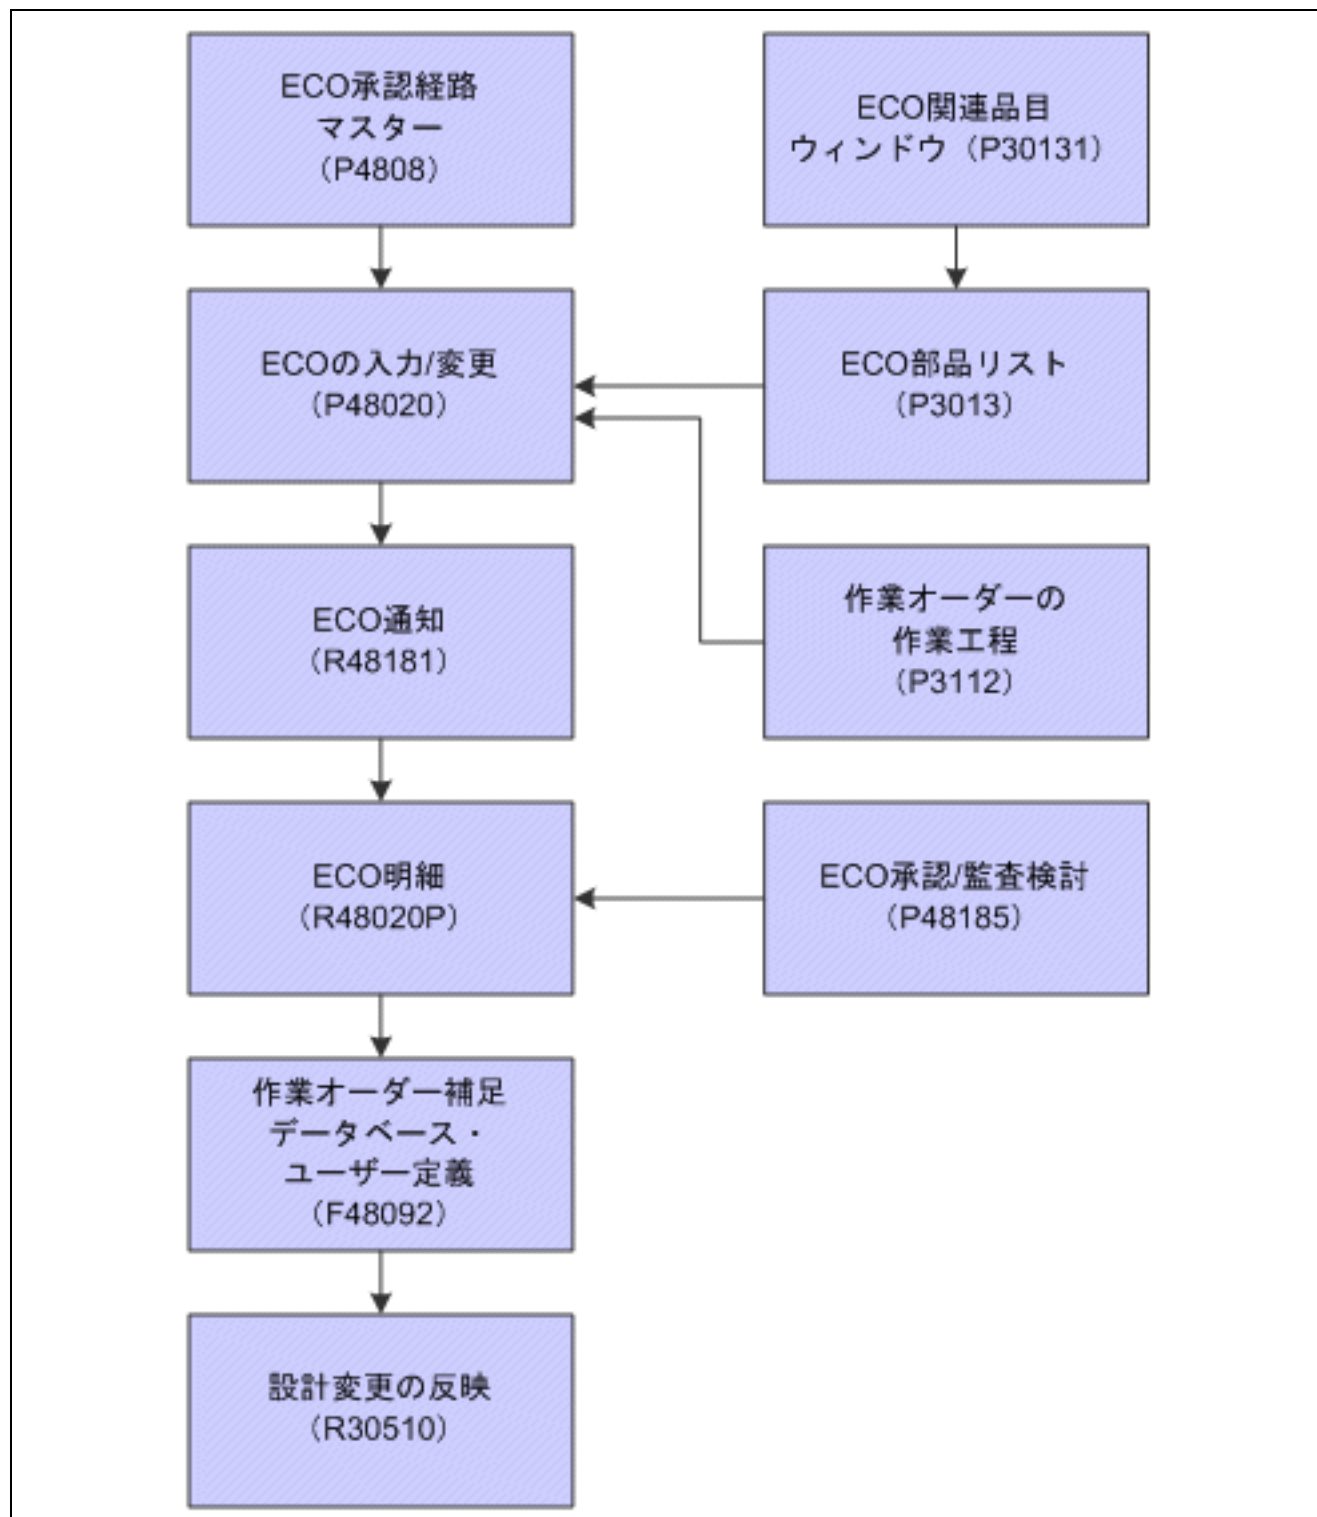 ECO承認経路
マスター
（P4808）
ECO関連品目
ウィンドウ（P30131）
ECOの入力/変更
（P48020）
ECO部品リスト
（P3013）
ECO通知
（R48181）
作業オーダーの
作業工程
（P3112）
ECO明細
（R48020P）
ECO承認/監査検討
（P48185）
作業オーダー補足
データベース・
ユーザー定義
（F48092）
設計変更の反映
（R30510）